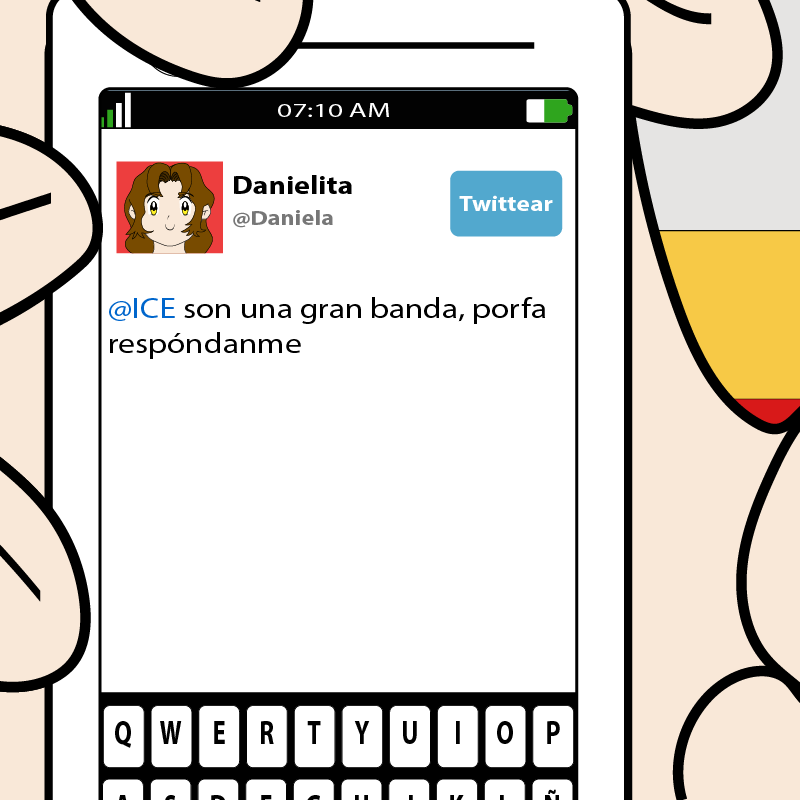 07:10 AM
Danielita
@Daniela
Twittear
@ICE son una gran banda, porfa
respóndanme
Q W E R T Y U I O P
A S D F G H J K L Ñ